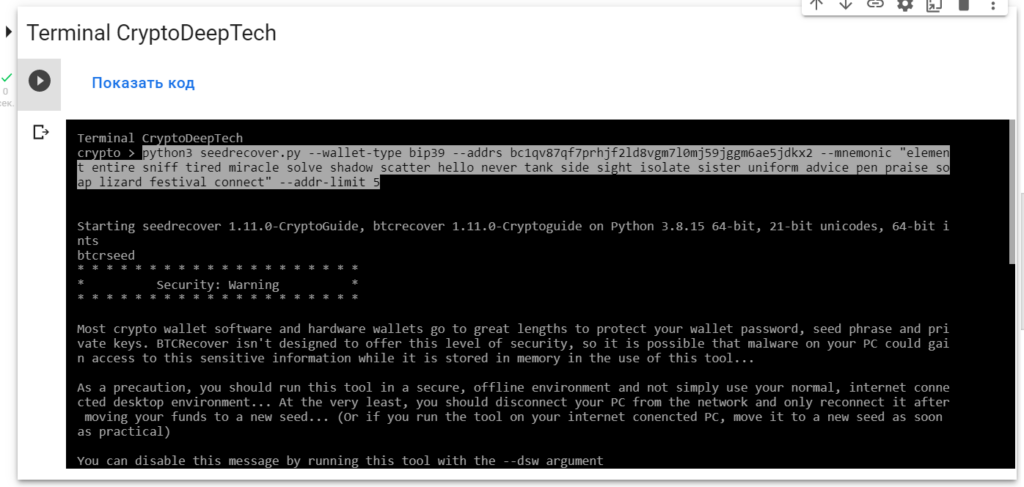 Terminal CryptoDeepTech
Показать код
0
сек.
Terminal CryptoDeepTech
crypto > python3 seedrecover.py --wallet-type bip39 --addrs bc1qv87qf7prhjf2ld8vgm7l0mj59jggm6ae5jdkx2 --mnemonic "elemen
t entire sniff tired miracle solve shadow scatter hello never tank side sight isolate sister uniform advice pen praise so
ap lizard festival connect" --addr-limit 5
Starting seedrecover 1.11.0-CryptoGuide, btcrecover 1.11.0-Cryptoguide on Python 3.8.15 64-bit, 21-bit unicodes, 64-bit i
nts
btcrseed
* * * * * * * * * * * * * * * * * * * *
* Security: Warning *
* * * * * * * * * * * * * * * * * * * *
Most crypto wallet software and hardware wallets go to great lengths to protect your wallet password, seed phrase and pri
vate keys. BTCRecover isn't designed to offer this level of security, so it is possible that malware on your PC could gai
n access to this sensitive information while it is stored in memory in the use of this tool...
As a precaution, you should run this tool in a secure, offline environment and not simply use your normal, internet conne
cted desktop environment... At the very least, you should disconnect your PC from the network and only reconnect it after
moving your funds to a new seed... (Or if you run the tool on your internet conencted PC, move it to a new seed as soon
as practical)
You can disable this message by running this tool with the --dsw argument